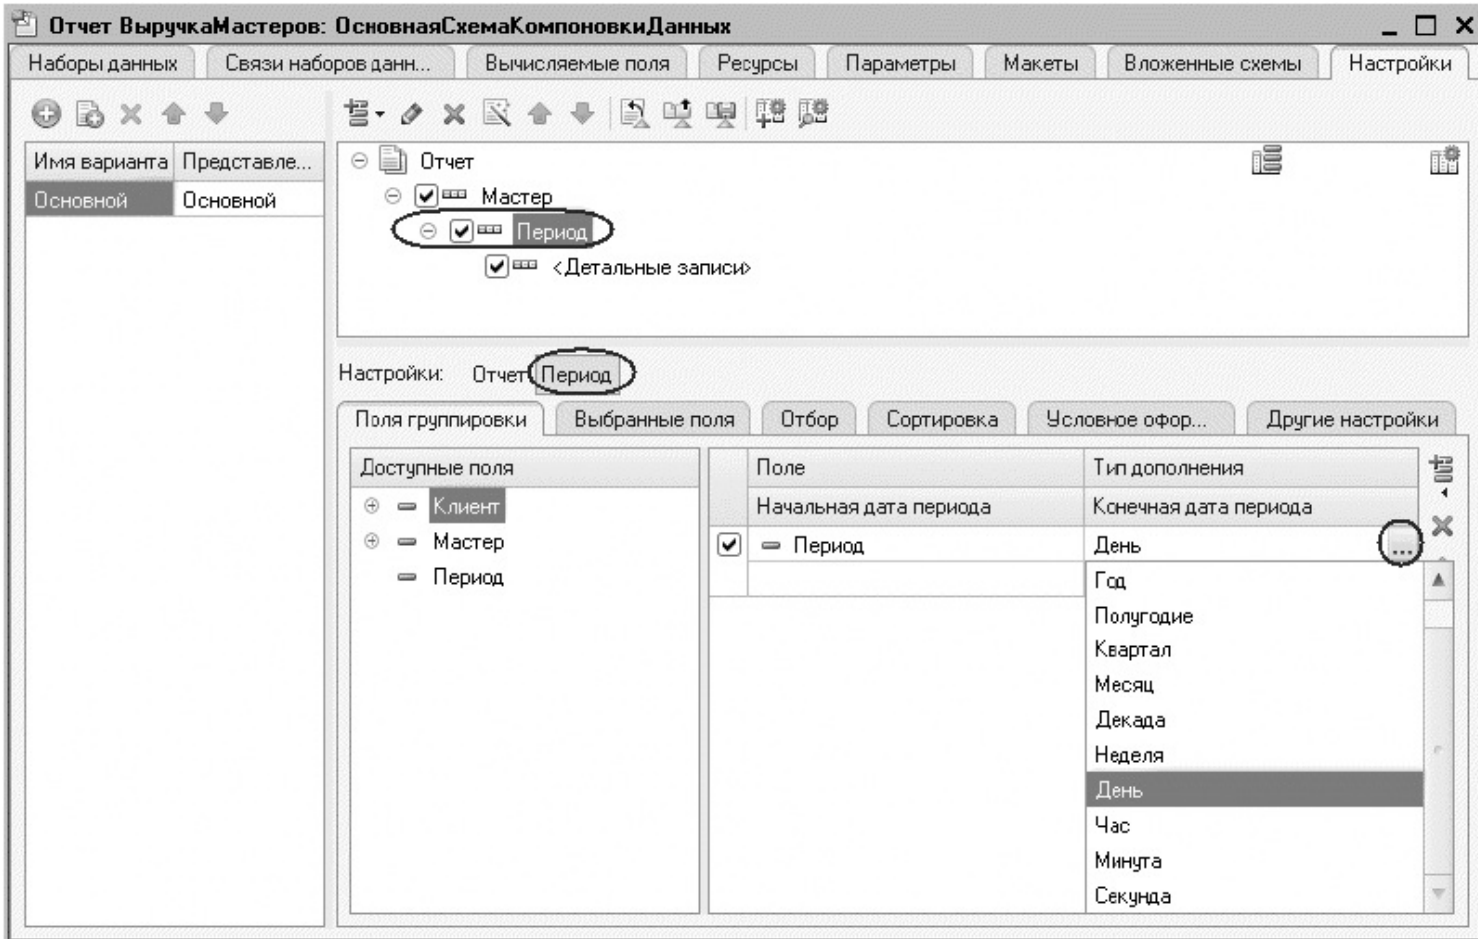 Отчет ВыручкаМастеров: ОсновнаяСхемаКомпоновкиДанных
Наборы данных Связи наборов данн... Вычисляемые поля Ресурсы Параметры Макеты Вложенные схемы Настройки
Имя варианта Представле...
Основной Основной
Отчет
Мастер
Период
<Детальные записи>
Настройки: Отчет Период
Поля группировки Выбранные поля Отбор Сортировка Условное офор... Другие настройки
Доступные поля
Клиент
Мастер
Период
Поле Тип дополнения
Начальная дата периода Конечная дата периода
Период День ...
Год
Полугодие
Квартал
Месяц
Декада
Неделя
День
Час
Минута
Секунда